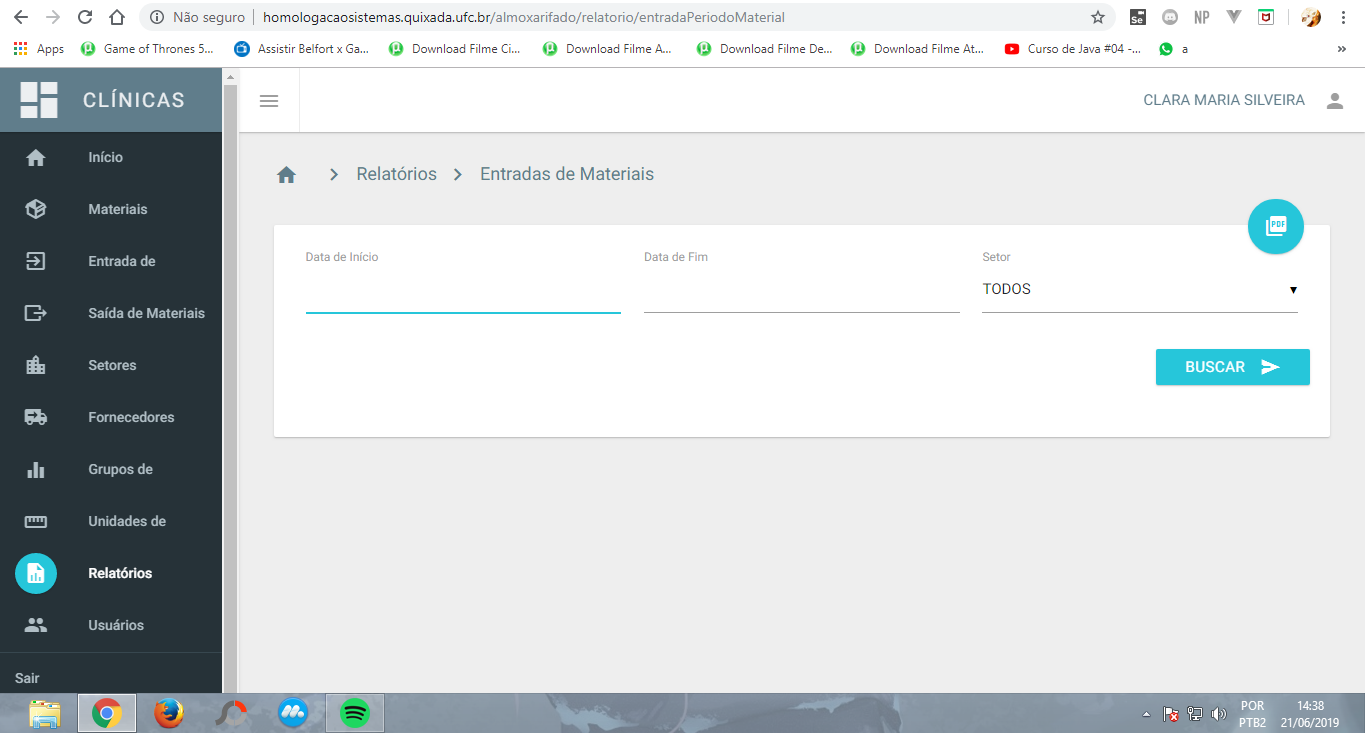 Não seguro | homologacaosistemas.quixada.ufc.br/almoxarifado/relatorio/entradaPeriodoMaterial
Se NP
Apps Game of Thrones 5... Assistir Belfort x Ga... Download Filme Ci... Download Filme A... Download Filme De... Download Filme At... Curso de Java #04 -... a »
CLÍNICAS
CLARA MARIA SILVEIRA
Início
Materiais
Entrada de
Saída de Materiais
Setores
Fornecedores
Grupos de
Unidades de
Relatórios
Usuários
Sair
Relatórios > Entradas de Materiais
PDF
Data de Início Data de Fim Setor
TODOS
BUSCAR
POR 14:38
PTB2 21/06/2019